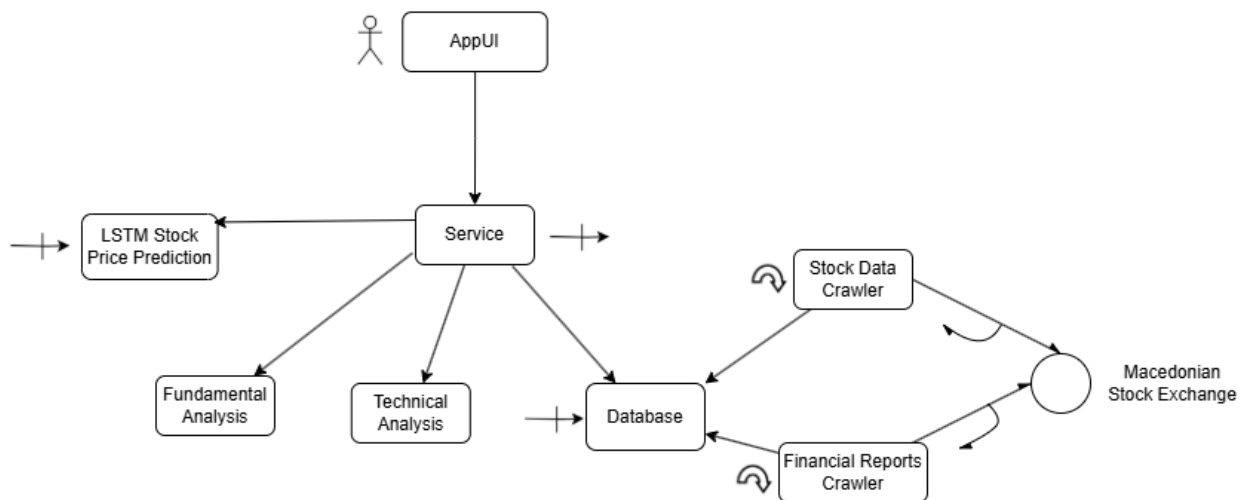 AppUI
LSTM Stock
Price Prediction
Service
Stock Data
Crawler
Fundamental
Analysis
Technical
Analysis
Database
Macedonian
Stock Exchange
Financial Reports
Crawler